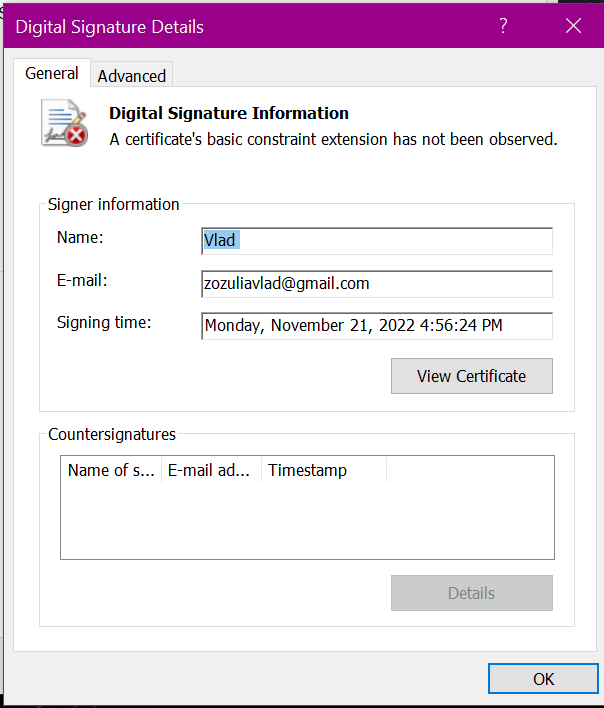 Digital Signature Details
General
Advanced
Digital Signature Information
A certificate's basic constraint extension has not been observed.
Signer information
Name:
Vlad
E-mail:
zozuliavlad@gmail.com
Signing time:
Monday, November 21, 2022 4:56:24 PM
View Certificate
Countersignatures
Name of s... E-mail ad... Timestamp
Details
OK